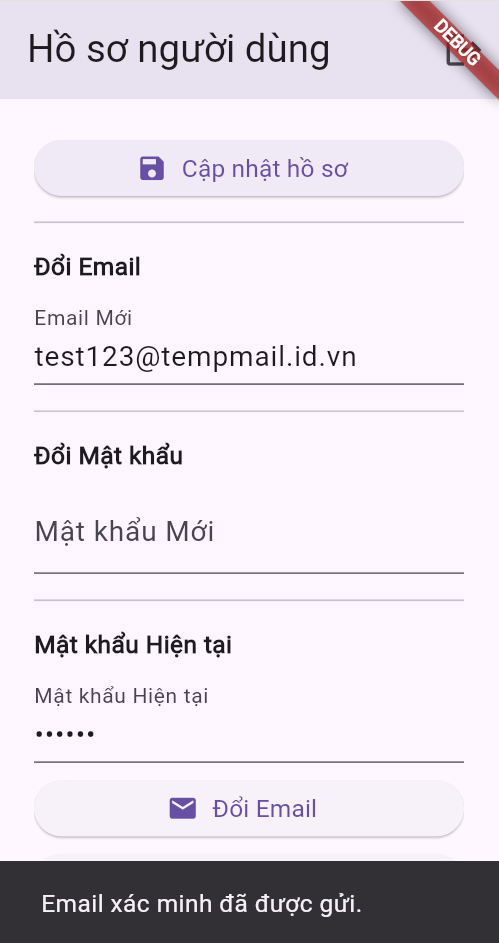 Hồ sơ người dùng
DEBUG
Cập nhật hồ sơ
Đổi Email
Email Mới
test123@tempmail.id.vn
Đổi Mật khẩu
Mật khẩu Mới
Mật khẩu Hiện tại
Mật khẩu Hiện tại
••••••
Đổi Email
Email xác minh đã được gửi.